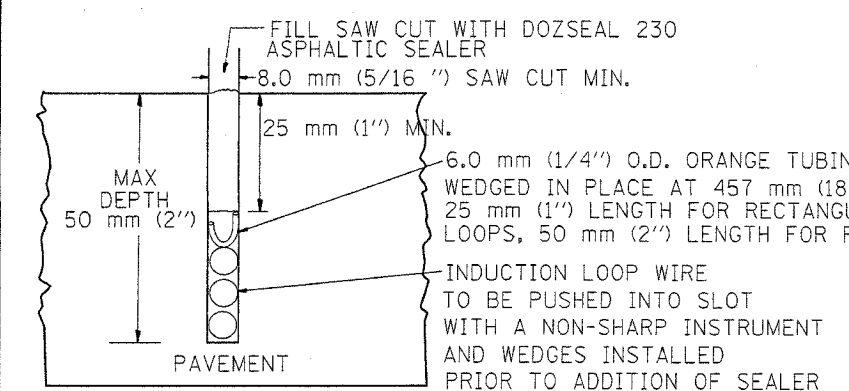 FILL SAW CUT WITH DOZSEAL 230
ASPHALTIC SEALER
8.0 mm (5/16 ") SAW CUT MIN.
25 mm (1") MIN.
MAX
DEPTH
50 mm (2")
6.0 mm (1/4") O.D. ORANGE TUBIN
WEDGED IN PLACE AT 457 mm (18
25 mm (1") LENGTH FOR RECTANGU
LOOPS, 50 mm (2") LENGTH FOR R
INDUCTION LOOP WIRE
TO BE PUSHED INTO SLOT
WITH A NON-SHARP INSTRUMENT
AND WEDGES INSTALLED
PRIOR TO ADDITION OF SEALER
PAVEMENT